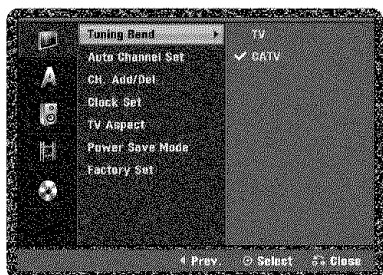 Tuning Band TV
Auto Channel Set CATV
CH. Add/Del
Clock Set
TV Aspect
Power Save Mode
Factory Set
Prev. Select Close